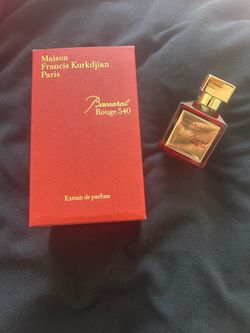 Maison
Francis Kurkdjian
Paris
Baccarat
Rouge 540
Extrait de parfum